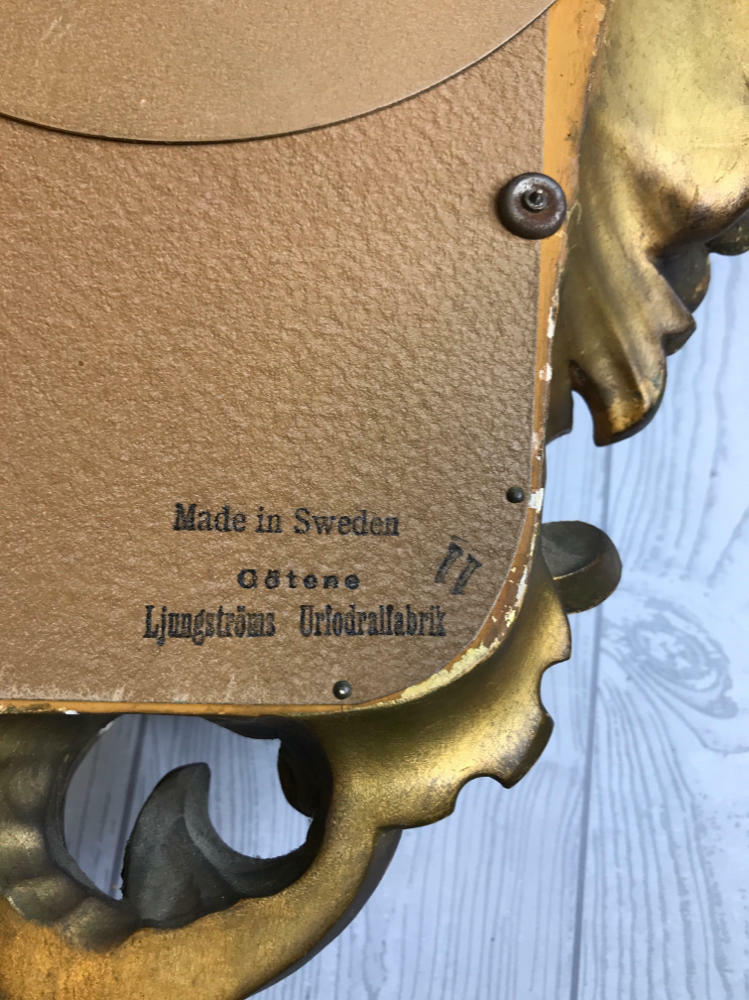 Made in Sweden
Götene
Ljungströms Urfodralfabrik